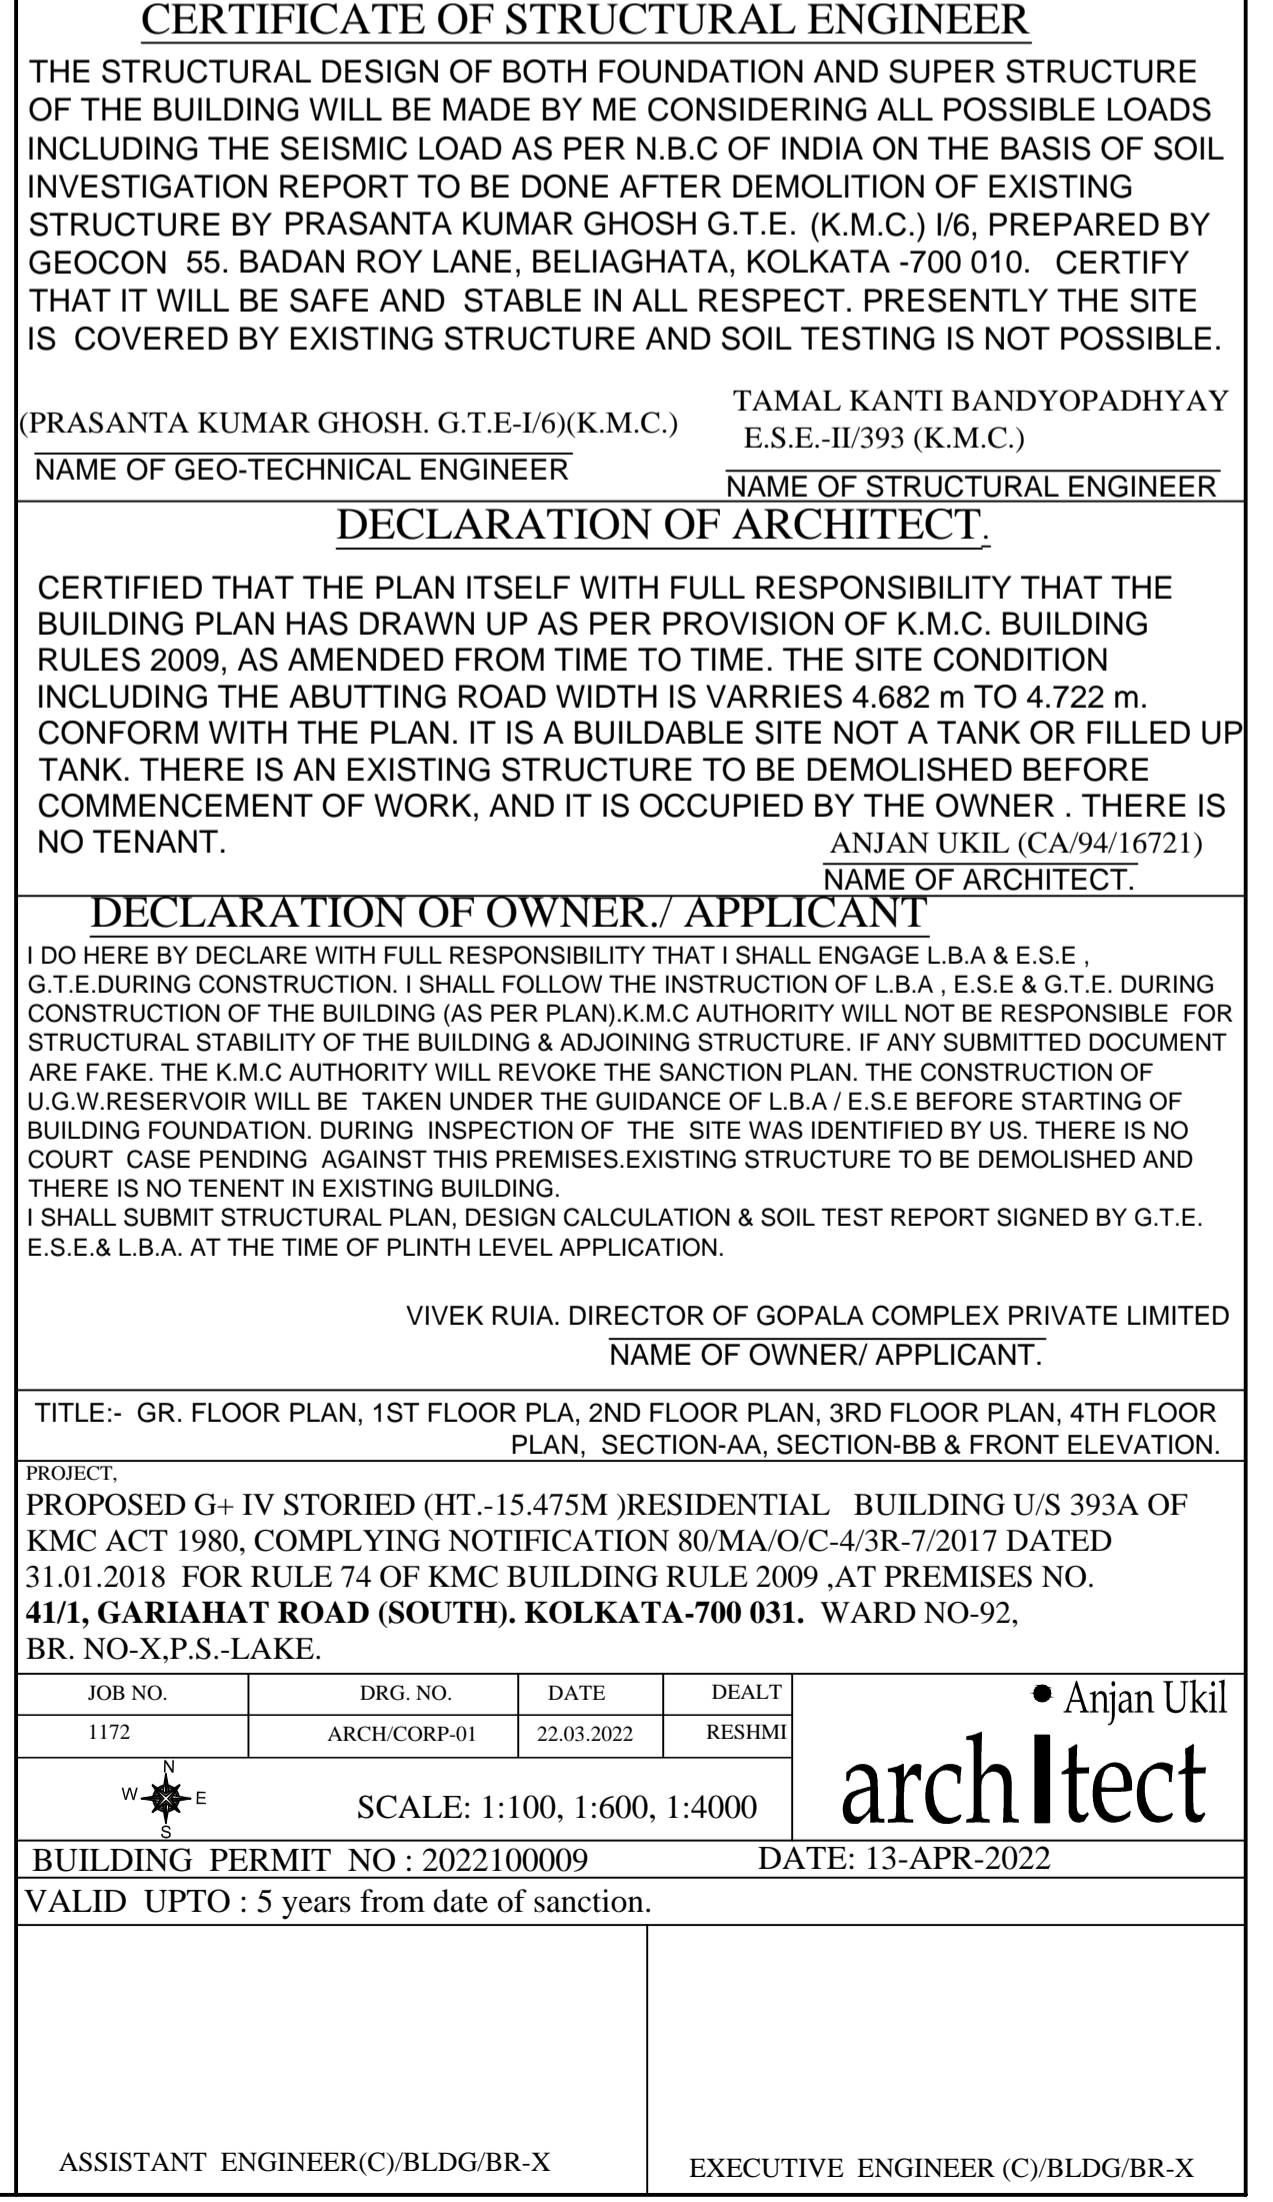 CERTIFICATE OF STRUCTURAL ENGINEER
THE STRUCTURAL DESIGN OF BOTH FOUNDATION AND SUPER STRUCTURE
OF THE BUILDING WILL BE MADE BY ME CONSIDERING ALL POSSIBLE LOADS
INCLUDING THE SEISMIC LOAD AS PER N.B.C OF INDIA ON THE BASIS OF SOIL
INVESTIGATION REPORT TO BE DONE AFTER DEMOLITION OF EXISTING
STRUCTURE BY PRASANTA KUMAR GHOSH G.T.E. (K.M.C.) I/6, PREPARED BY
GEOCON 55. BADAN ROY LANE, BELIAGHATA, KOLKATA -700 010. CERTIFY
THAT IT WILL BE SAFE AND STABLE IN ALL RESPECT. PRESENTLY THE SITE
IS COVERED BY EXISTING STRUCTURE AND SOIL TESTING IS NOT POSSIBLE.
(PRASANTA KUMAR GHOSH. G.T.E-I/6)(K.M.C.)
NAME OF GEO-TECHNICAL ENGINEER
TAMAL KANTI BANDYOPADHYAY
E.S.E.-II/393 (K.M.C.)
NAME OF STRUCTURAL ENGINEER
DECLARATION OF ARCHITECT.
CERTIFIED THAT THE PLAN ITSELF WITH FULL RESPONSIBILITY THAT THE
BUILDING PLAN HAS DRAWN UP AS PER PROVISION OF K.M.C. BUILDING
RULES 2009, AS AMENDED FROM TIME TO TIME. THE SITE CONDITION
INCLUDING THE ABUTTING ROAD WIDTH IS VARRIES 4.682 m TO 4.722 m.
CONFORM WITH THE PLAN. IT IS A BUILDABLE SITE NOT A TANK OR FILLED UP
TANK. THERE IS AN EXISTING STRUCTURE TO BE DEMOLISHED BEFORE
COMMENCEMENT OF WORK, AND IT IS OCCUPIED BY THE OWNER . THERE IS
NO TENANT.
ANJAN UKIL (CA/94/16721)
NAME OF ARCHITECT.
DECLARATION OF OWNER./ APPLICANT
I DO HERE BY DECLARE WITH FULL RESPONSIBILITY THAT I SHALL ENGAGE L.B.A & E.S.E ,
G.T.E.DURING CONSTRUCTION. I SHALL FOLLOW THE INSTRUCTION OF L.B.A , E.S.E & G.T.E. DURING
CONSTRUCTION OF THE BUILDING (AS PER PLAN).K.M.C AUTHORITY WILL NOT BE RESPONSIBLE FOR
STRUCTURAL STABILITY OF THE BUILDING & ADJOINING STRUCTURE. IF ANY SUBMITTED DOCUMENT
ARE FAKE. THE K.M.C AUTHORITY WILL REVOKE THE SANCTION PLAN. THE CONSTRUCTION OF
U.G.W.RESERVOIR WILL BE TAKEN UNDER THE GUIDANCE OF L.B.A / E.S.E BEFORE STARTING OF
BUILDING FOUNDATION. DURING INSPECTION OF THE SITE WAS IDENTIFIED BY US. THERE IS NO
COURT CASE PENDING AGAINST THIS PREMISES.EXISTING STRUCTURE TO BE DEMOLISHED AND
THERE IS NO TENENT IN EXISTING BUILDING.
I SHALL SUBMIT STRUCTURAL PLAN, DESIGN CALCULATION & SOIL TEST REPORT SIGNED BY G.T.E.
E.S.E.& L.B.A. AT THE TIME OF PLINTH LEVEL APPLICATION.
VIVEK RUIA. DIRECTOR OF GOPALA COMPLEX PRIVATE LIMITED
NAME OF OWNER/ APPLICANT.
TITLE:- GR. FLOOR PLAN, 1ST FLOOR PLA, 2ND FLOOR PLAN, 3RD FLOOR PLAN, 4TH FLOOR
PLAN, SECTION-AA, SECTION-BB & FRONT ELEVATION.
PROJECT,
PROPOSED G+ IV STORIED (HT.-15.475M )RESIDENTIAL BUILDING U/S 393A OF
KMC ACT 1980, COMPLYING NOTIFICATION 80/MA/O/C-4/3R-7/2017 DATED
31.01.2018 FOR RULE 74 OF KMC BUILDING RULE 2009 ,AT PREMISES NO.
41/1, GARIAHAT ROAD (SOUTH). KOLKATA-700 031. WARD NO-92,
BR. NO-X,P.S.-LAKE.
JOB NO. DRG. NO. DATE DEALT
1172 ARCH/CORP-01 22.03.2022 RESHMI
N
W E
S
SCALE: 1:100, 1:600, 1:4000
Anjan Ukil
archItect
BUILDING PERMIT NO : 2022100009 DATE: 13-APR-2022
VALID UPTO : 5 years from date of sanction.
ASSISTANT ENGINEER(C)/BLDG/BR-X
EXECUTIVE ENGINEER (C)/BLDG/BR-X